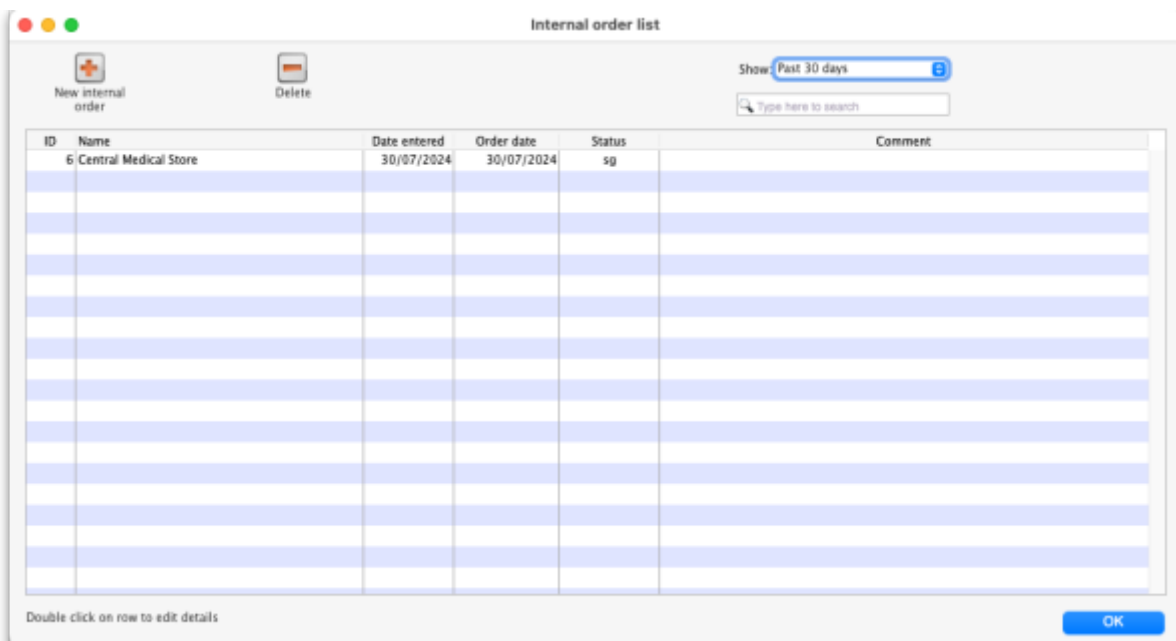 Internal order list
New internal
order
Delete
Show: Past 30 days
Type here to search
ID Name Date entered Order date Status Comment
6 Central Medical Store 30/07/2024 30/07/2024 sg
Double click on row to edit details
OK